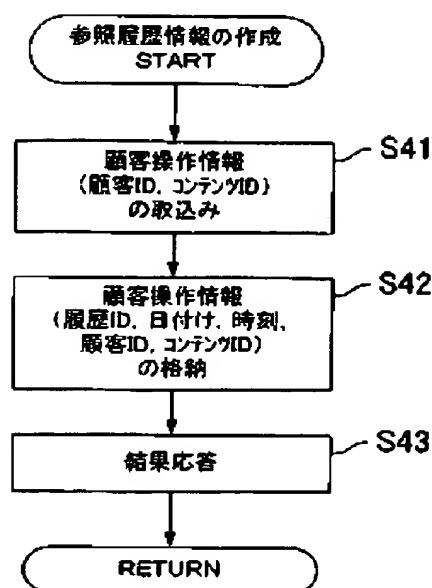 参照履歴情報の作成
START
顧客操作情報
(顧客ID, コンテンツID)
の取込み
S41
顧客操作情報
(履歴ID, 日付け, 時刻,
顧客ID, コンテンツID)
の格納
S42
結果応答
S43
RETURN